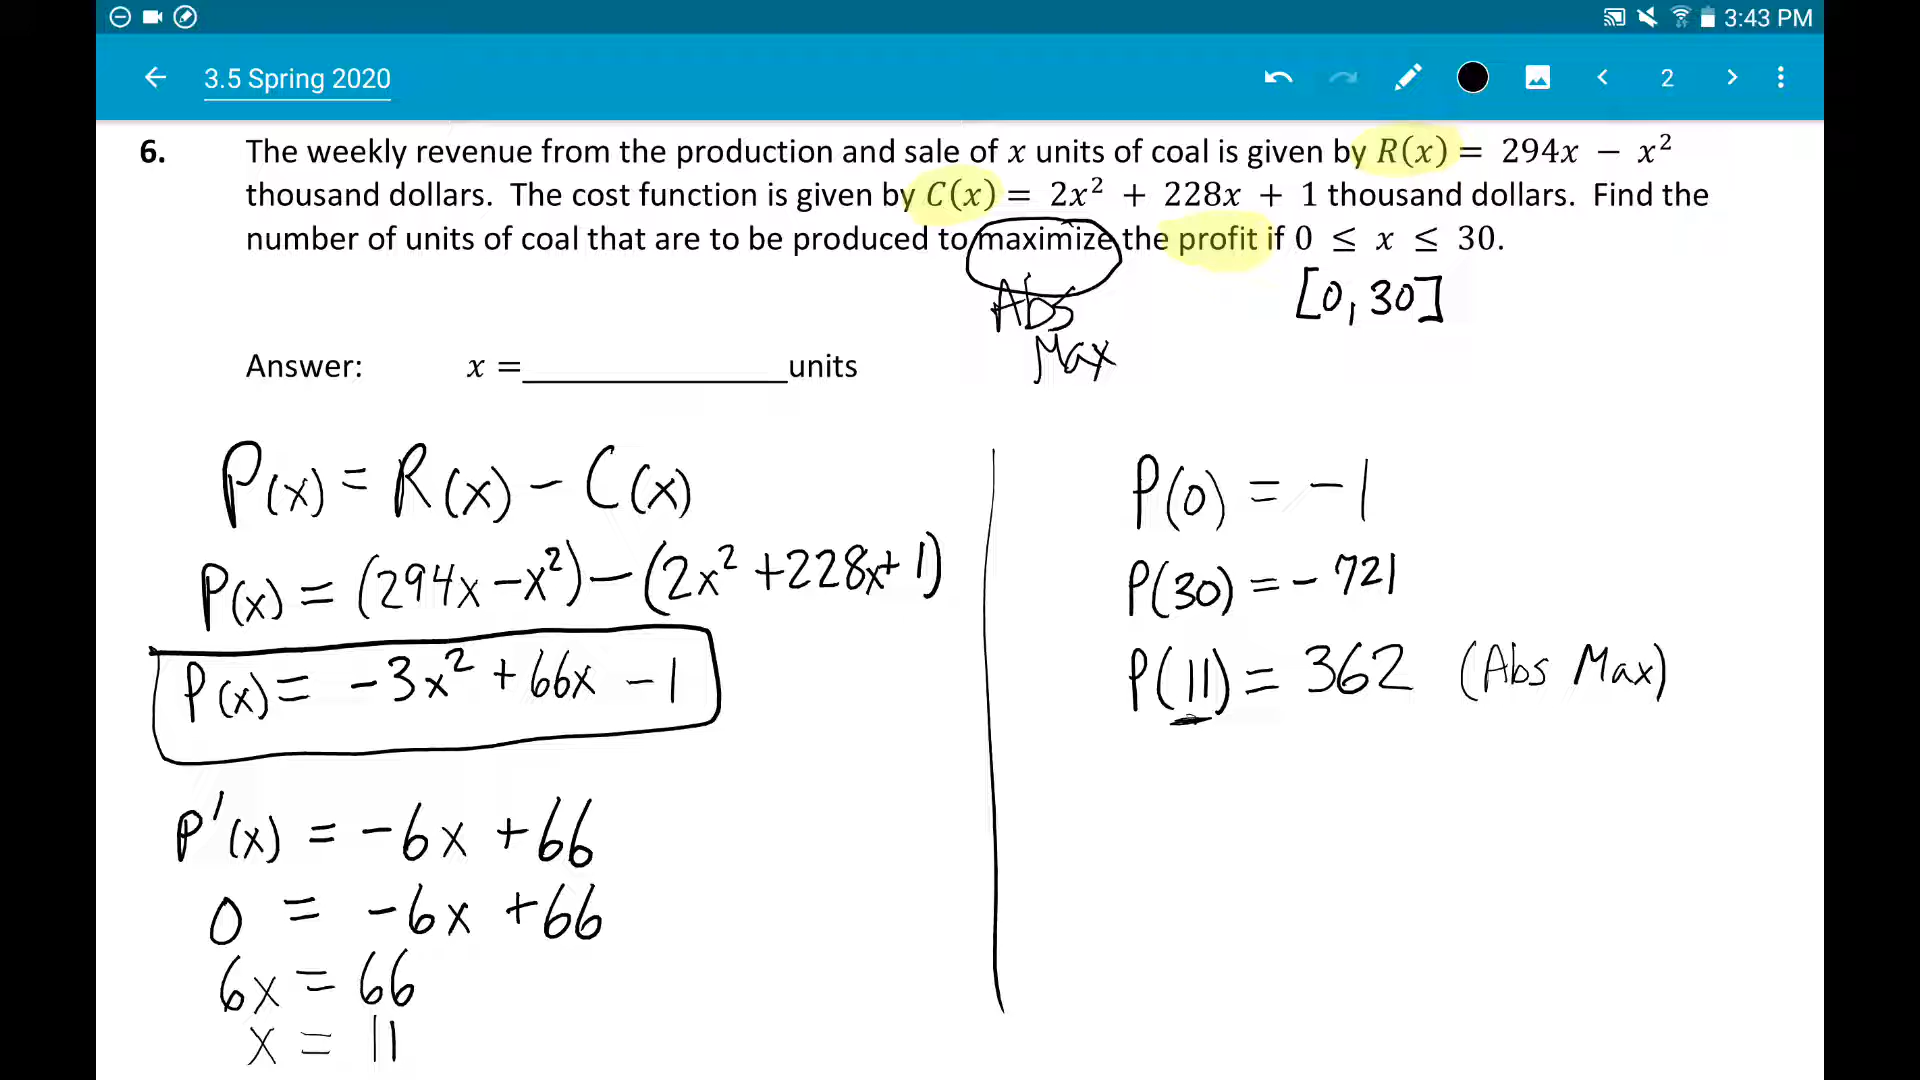 3:43 PM
3.5 Spring 2020
2
6. The weekly revenue from the production and sale of x units of coal is given by R(x) = 294x − x²
thousand dollars. The cost function is given by C(x) = 2x² + 228x + 1 thousand dollars. Find the
number of units of coal that are to be produced to maximize the profit if 0 ≤ x ≤ 30.
Abs
Max
[0, 30]
Answer: x = ______________ units
P(x) = R(x) − C(x)
P(x) = (294x − x²) − (2x² + 228x + 1)
P(x) = −3x² + 66x − 1
P'(x) = −6x + 66
0 = −6x + 66
6x = 66
x = 11
P(0) = −1
P(30) = −721
P(11) = 362 (Abs Max)